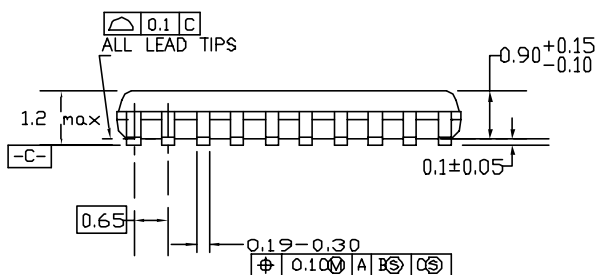 0.1 C
ALL LEAD TIPS
0.90 +0.15
-0.10
1.2 max
-C-
0.1±0.05
0.65
0.19-0.30
0.10Ⓜ A BⓈ CⓈ